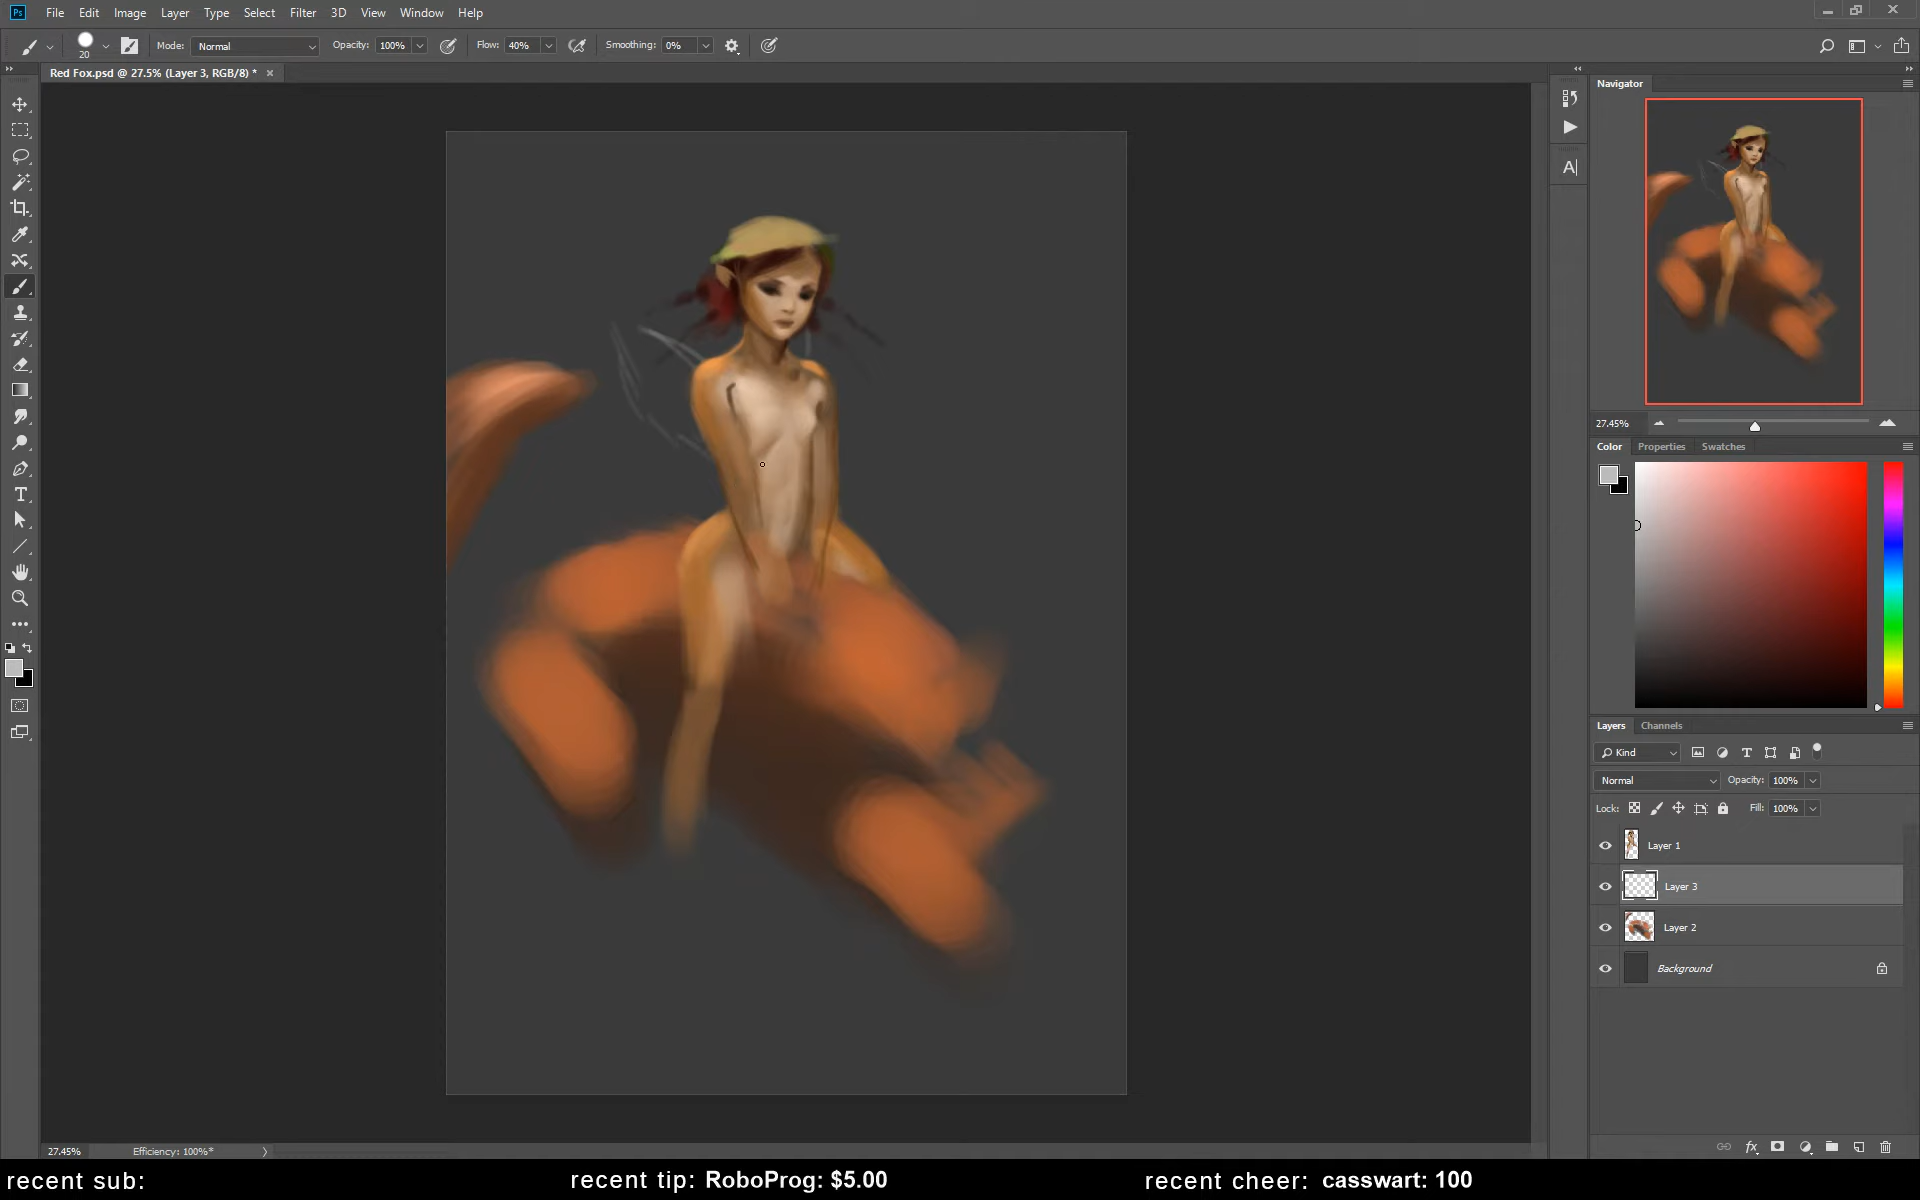 Ps File Edit Image Layer Type Select Filter 3D View Window Help
20 Mode: Normal Opacity: 100% Flow: 40% Smoothing: 0%
Red Fox.psd @ 27.5% (Layer 3, RGB/8) * ×
Navigator
A|
27.45%
Color Properties Swatches
Layers Channels
Kind
Normal Opacity: 100%
Lock: Fill: 100%
Layer 1
Layer 3
Layer 2
Background
fx
27.45% Efficiency: 100%*
recent sub: recent tip: RoboProg: $5.00 recent cheer: casswart: 100